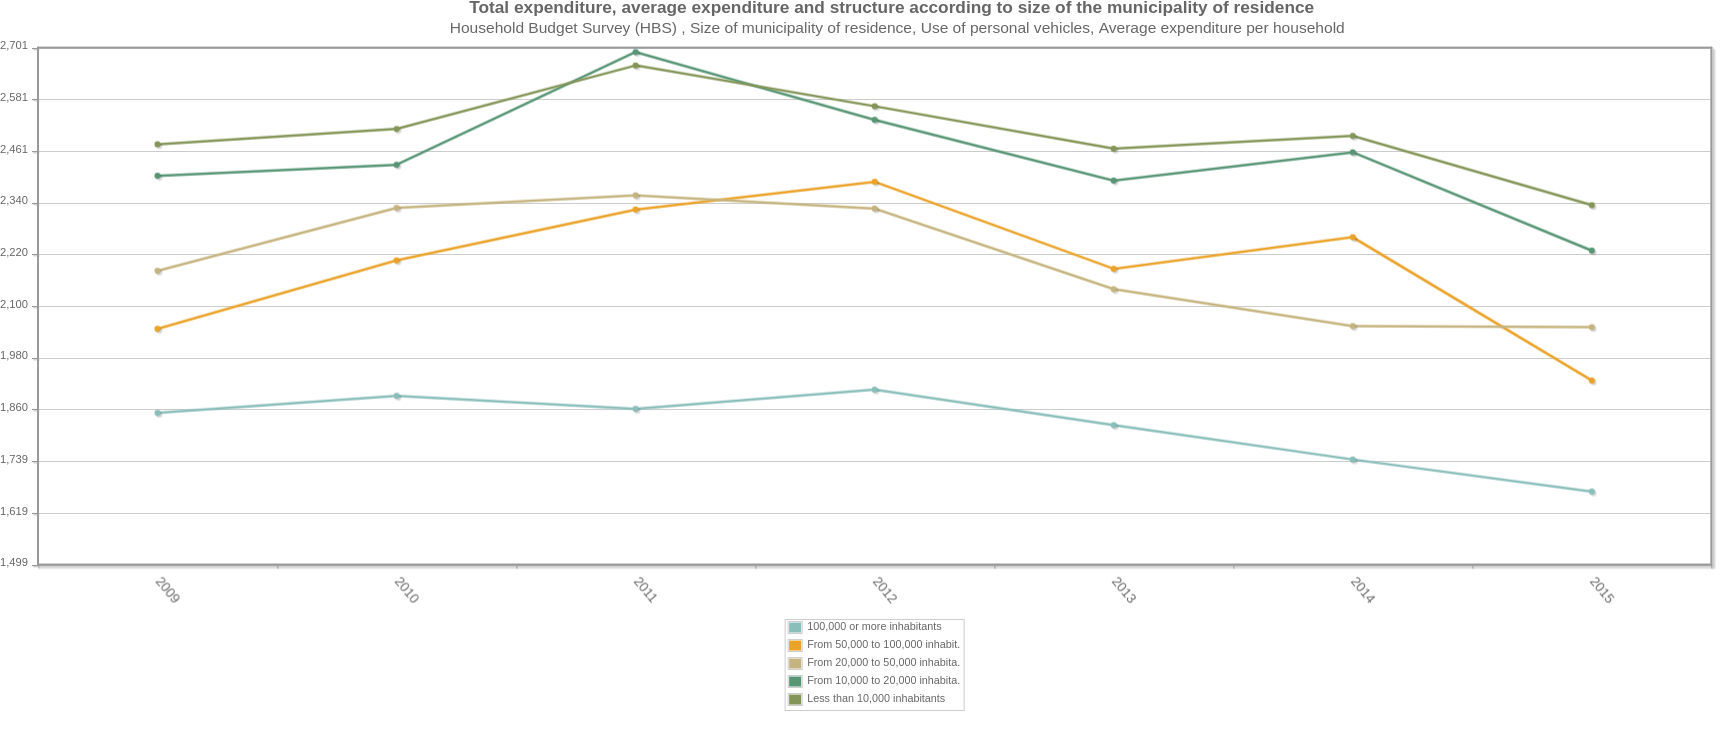 Total expenditure, average expenditure and structure according to size of the municipality of residence
Household Budget Survey (HBS) , Size of municipality of residence, Use of personal vehicles, Average expenditure per household
2,701
2,581
2,461
2,340
2,220
2,100
1,980
1,860
1,739
1,619
1,499
2009 2010 2011 2012 2013 2014 2015
100,000 or more inhabitants
From 50,000 to 100,000 inhabit.
From 20,000 to 50,000 inhabita.
From 10,000 to 20,000 inhabita.
Less than 10,000 inhabitants